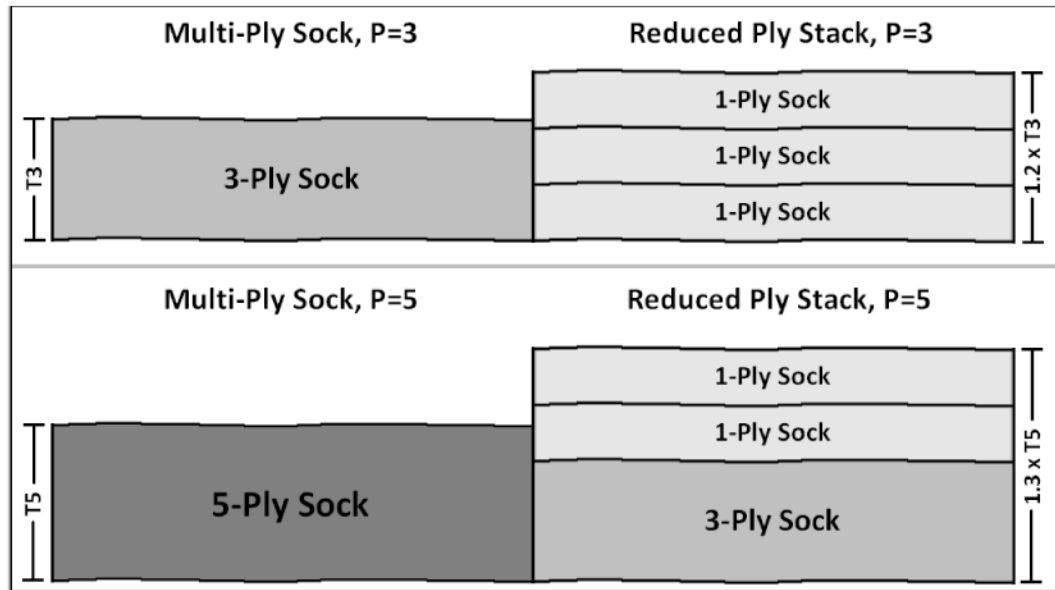 Multi-Ply Sock, P=3
Reduced Ply Stack, P=3
T3
3-Ply Sock
1-Ply Sock
1-Ply Sock
1-Ply Sock
1.2 x T3
Multi-Ply Sock, P=5
Reduced Ply Stack, P=5
T5
5-Ply Sock
1-Ply Sock
1-Ply Sock
3-Ply Sock
1.3 x T5